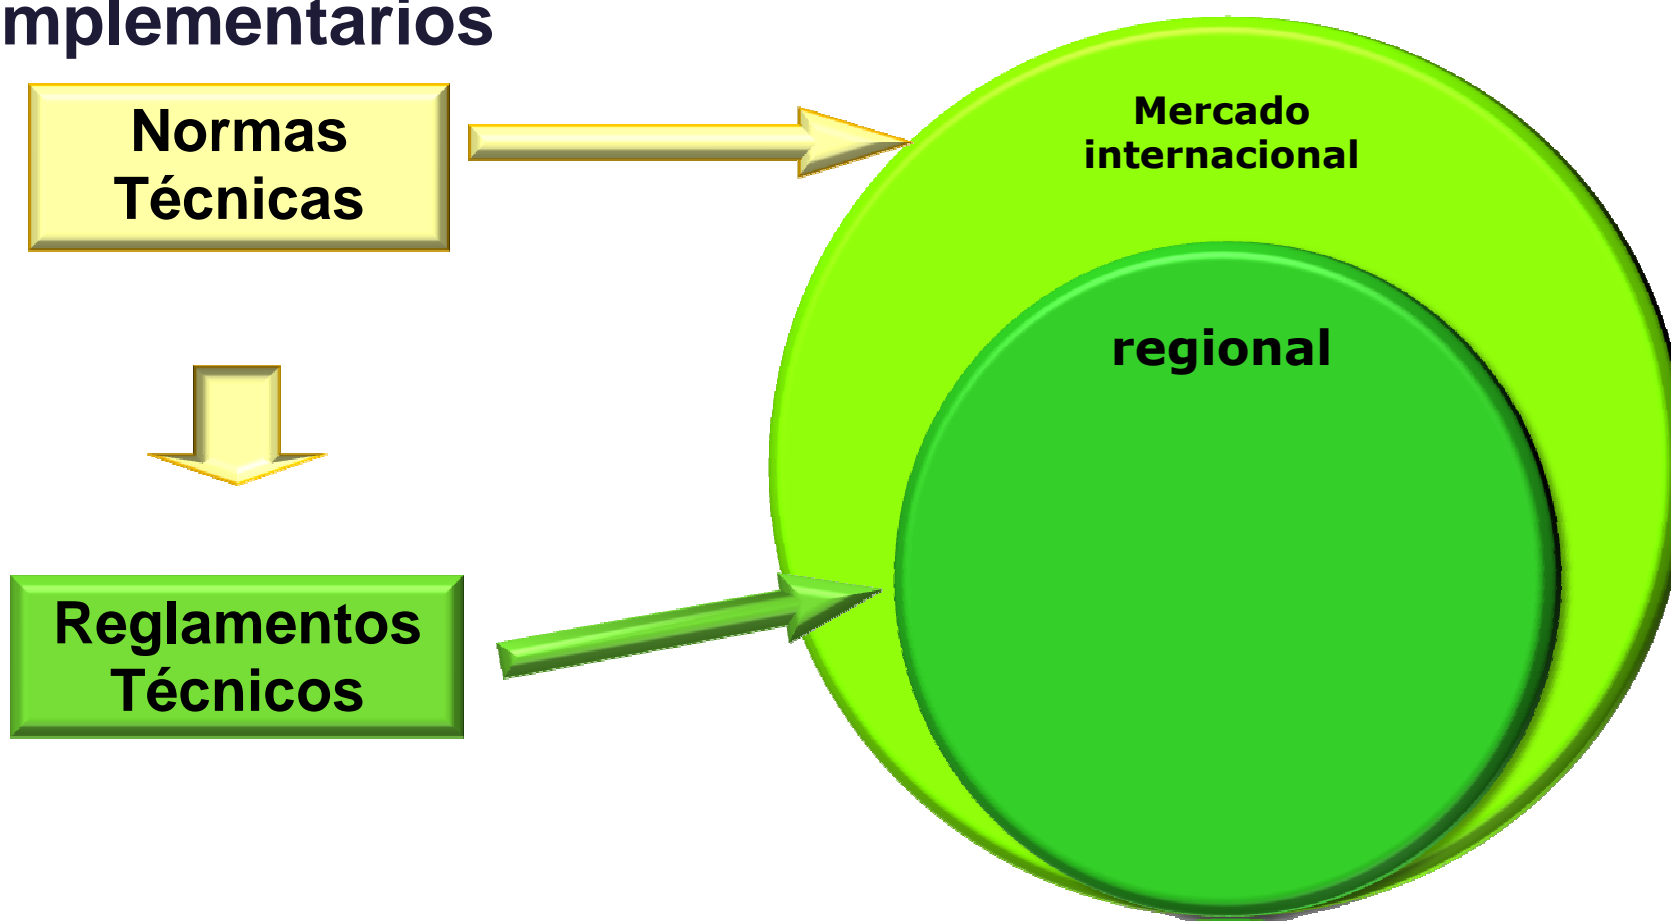 mplementarios
Normas
Técnicas
Mercado
internacional
regional
Reglamentos
Técnicos